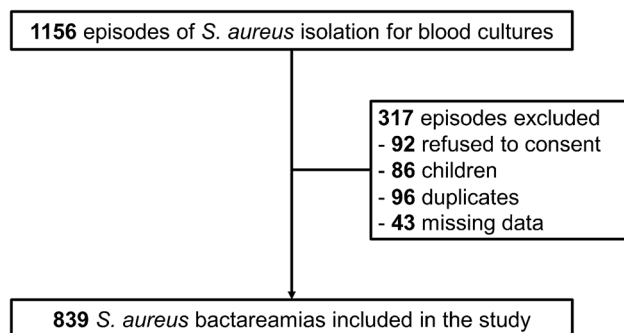 1156 episodes of S. aureus isolation for blood cultures
317 episodes excluded
- 92 refused to consent
- 86 children
- 96 duplicates
- 43 missing data
839 S. aureus bactareamias included in the study